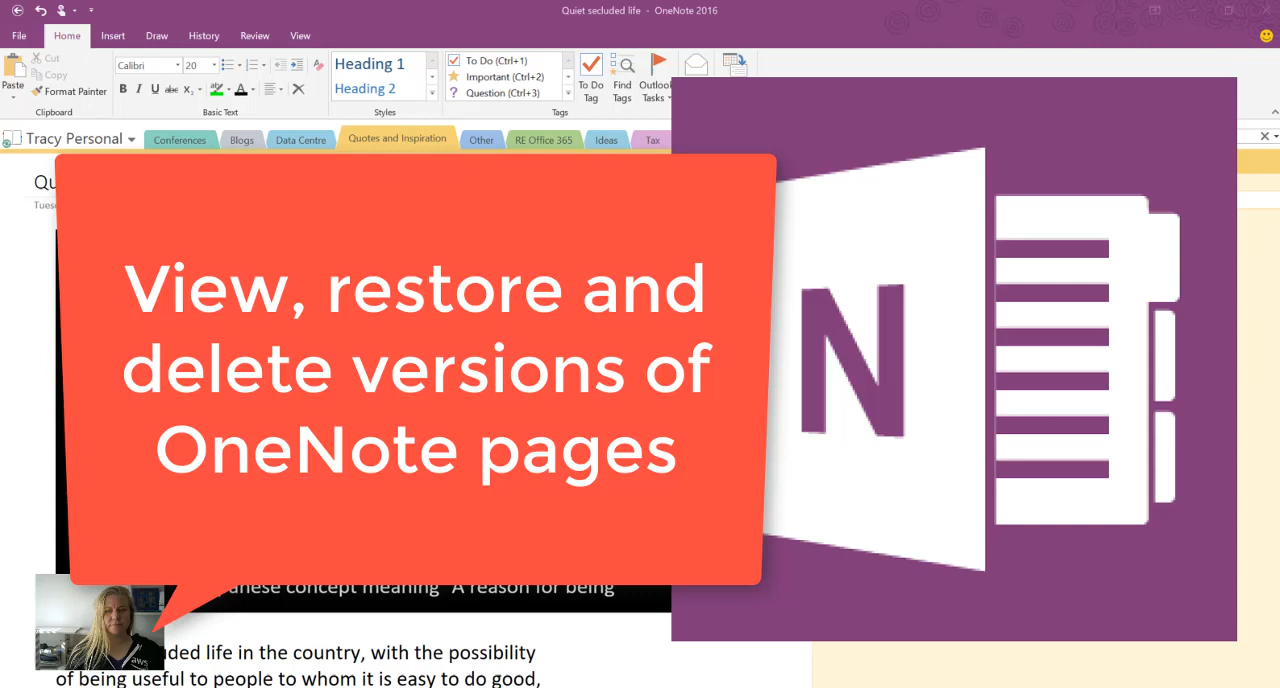 Quiet secluded life - OneNote 2016
File Home Insert Draw History Review View
Cut
Copy
Paste Format Painter
Clipboard
Calibri 20
B I U abc X₂ A
Basic Text
Heading 1
Heading 2
Styles
To Do (Ctrl+1)
Important (Ctrl+2)
Question (Ctrl+3)
To Do Tag
Find Tags
Outlook Tasks
Tags
Tracy Personal Conferences Blogs Data Centre Quotes and Inspiration Other RE Office 365 Ideas Tax
View, restore and
delete versions of
OneNote pages
N
concept meaning "A reason for being
life in the country, with the possibility
of being useful to people to whom it is easy to do good,